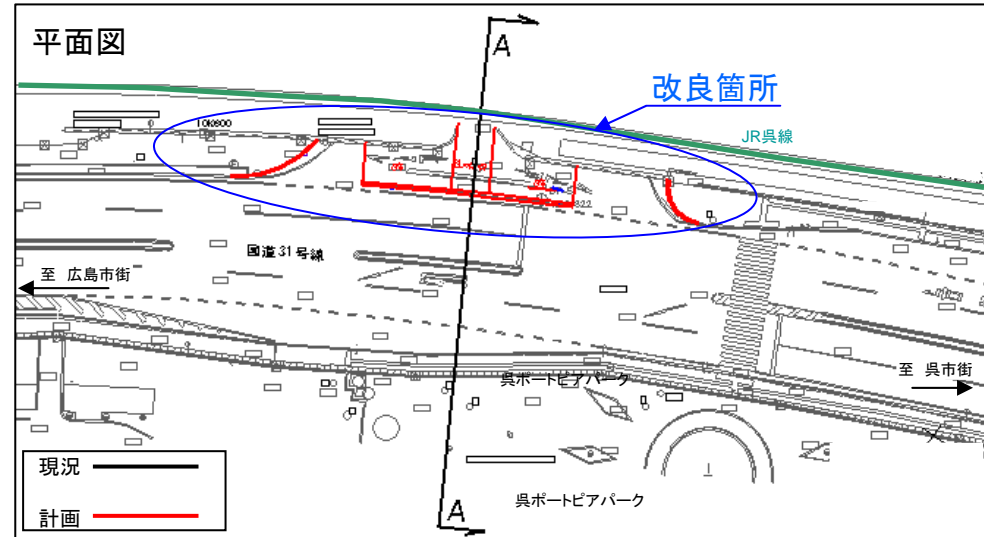 平面図
A
改良箇所
JR呉線
国道31号線
至 広島市街
至 呉市街
呉ポートピアパーク
呉ポートピアパーク
A
現況
計画